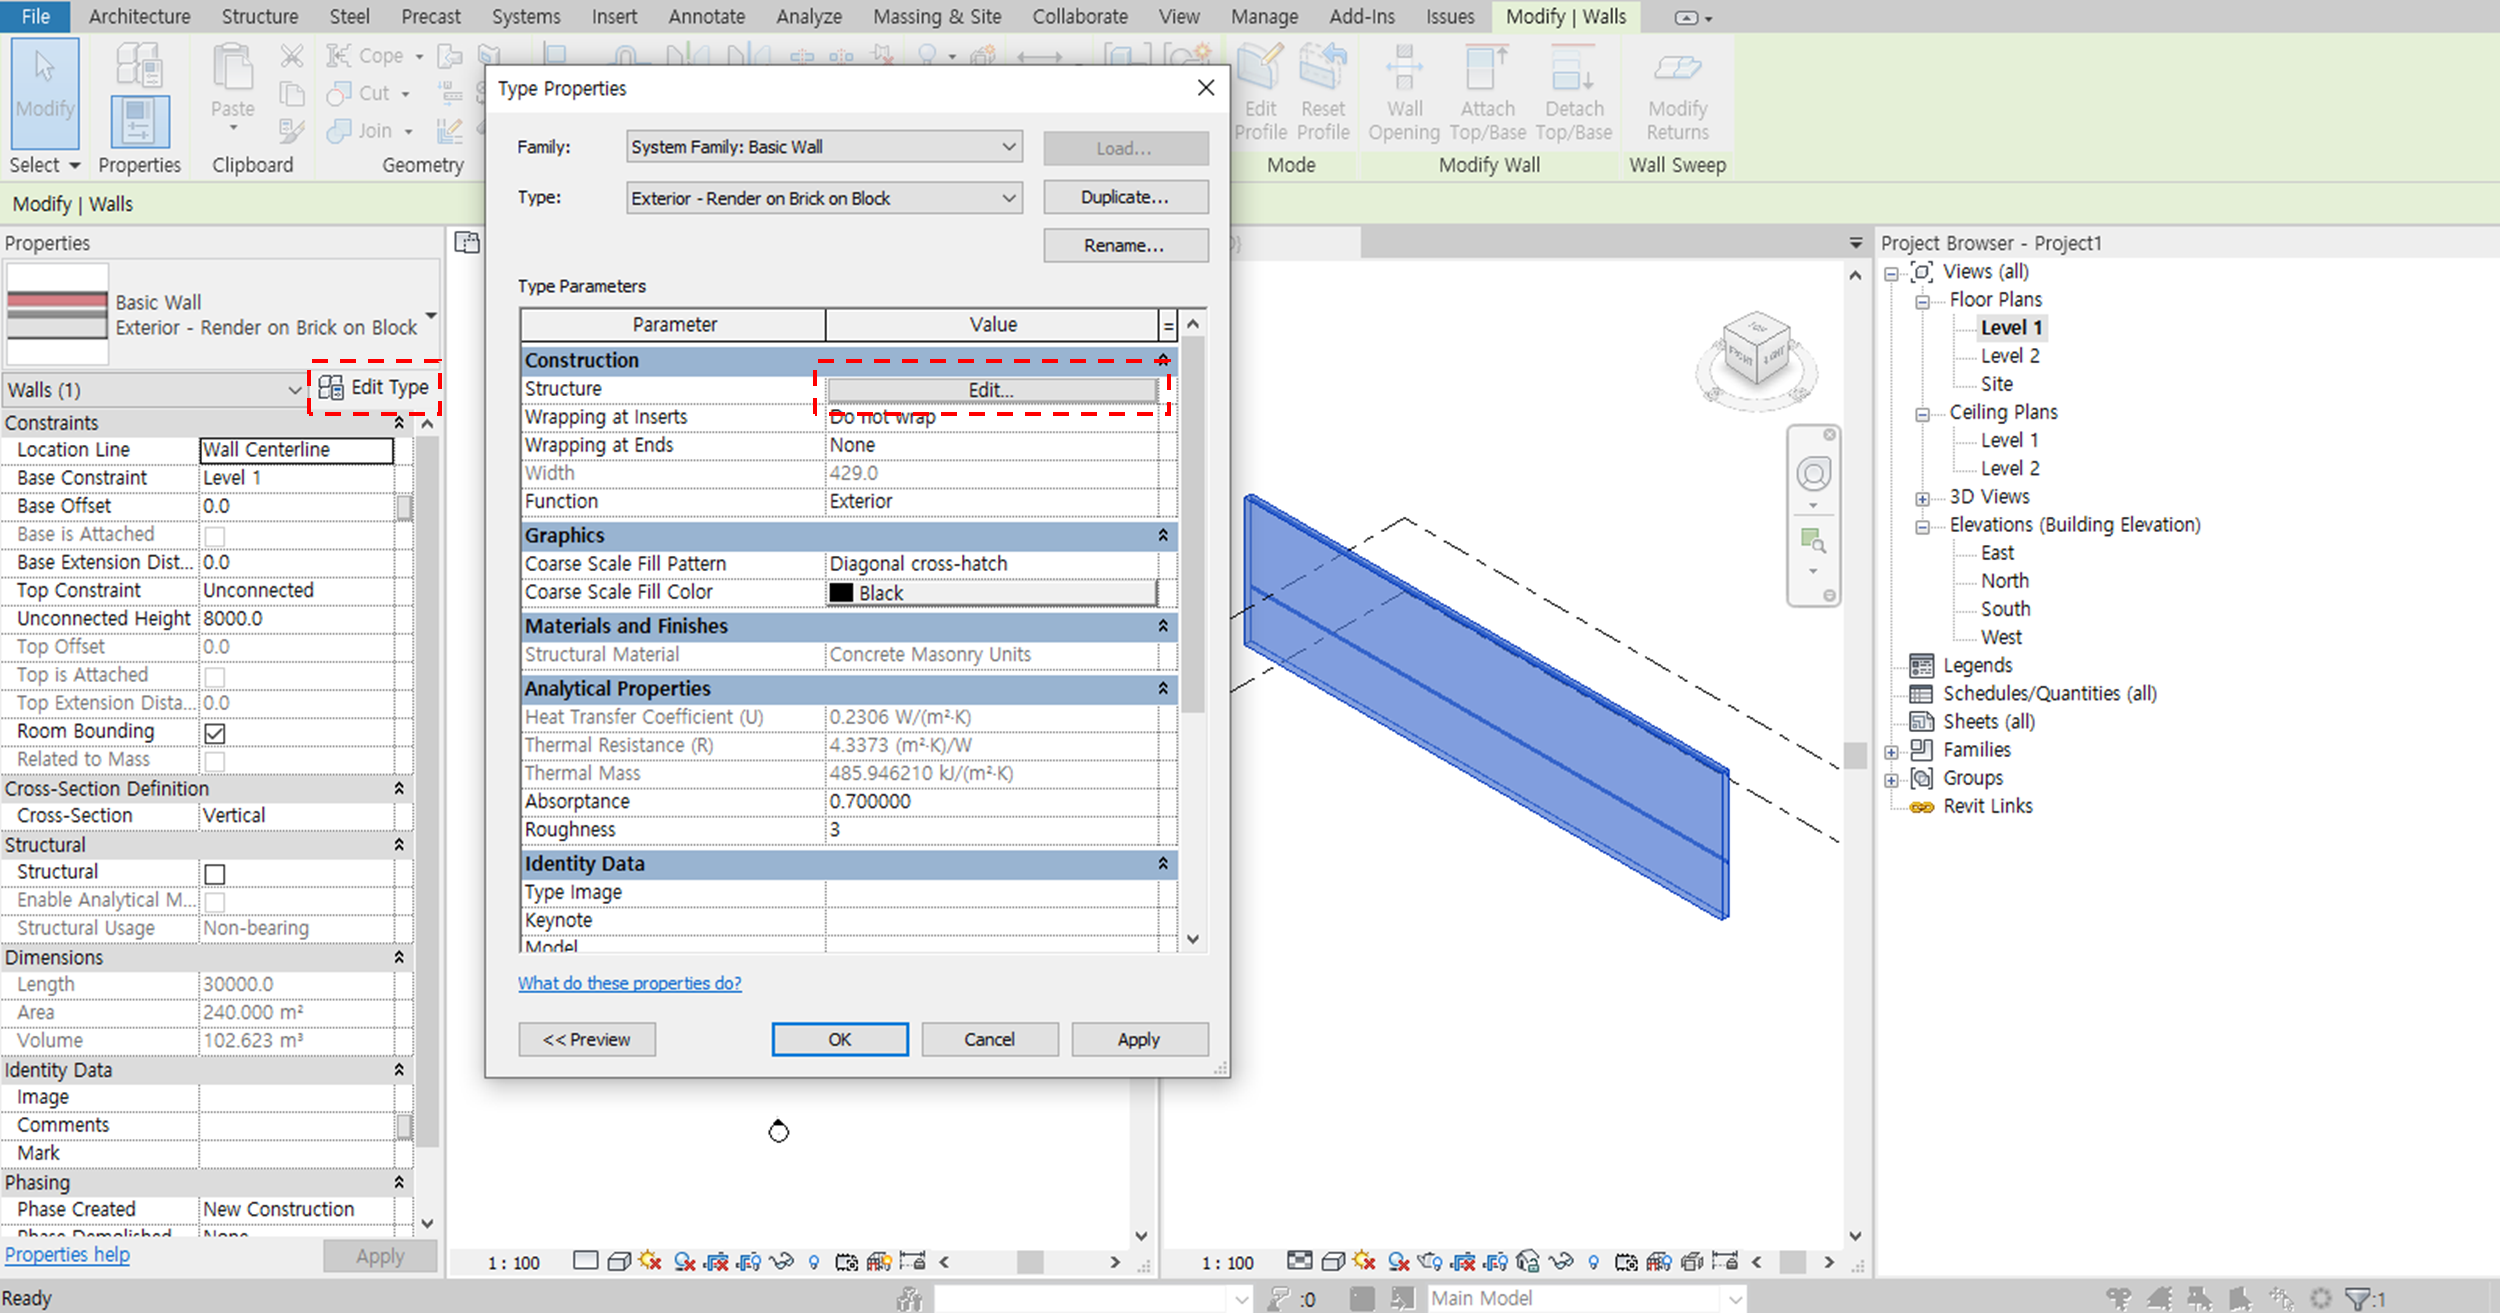 File Architecture Structure Steel Precast Systems Insert Annotate Analyze Massing & Site Collaborate View Manage Add-Ins Issues Modify | Walls
Modify
Select
Properties
Paste
Clipboard
Cope
Cut
Join
Geometry
Edit Profile
Reset Profile
Mode
Wall Opening
Attach Top/Base
Detach Top/Base
Modify Wall
Modify Returns
Wall Sweep
Modify | Walls
Properties
Basic Wall
Exterior - Render on Brick on Block
Walls (1)
Edit Type
Constraints
Location Line Wall Centerline
Base Constraint Level 1
Base Offset 0.0
Base is Attached
Base Extension Dist... 0.0
Top Constraint Unconnected
Unconnected Height 8000.0
Top Offset 0.0
Top is Attached
Top Extension Dista... 0.0
Room Bounding
Related to Mass
Cross-Section Definition
Cross-Section Vertical
Structural
Structural
Enable Analytical M...
Structural Usage Non-bearing
Dimensions
Length 30000.0
Area 240.000 m²
Volume 102.623 m³
Identity Data
Image
Comments
Mark
Phasing
Phase Created New Construction
Phase Demolished None
Properties help
Apply
Type Properties
Family: System Family: Basic Wall Load...
Type: Exterior - Render on Brick on Block Duplicate...
Rename...
Type Parameters
Parameter Value =
Construction
Structure Edit...
Wrapping at Inserts Do not wrap
Wrapping at Ends None
Width 429.0
Function Exterior
Graphics
Coarse Scale Fill Pattern Diagonal cross-hatch
Coarse Scale Fill Color Black
Materials and Finishes
Structural Material Concrete Masonry Units
Analytical Properties
Heat Transfer Coefficient (U) 0.2306 W/(m²·K)
Thermal Resistance (R) 4.3373 (m²·K)/W
Thermal Mass 485.946210 kJ/(m²·K)
Absorptance 0.700000
Roughness 3
Identity Data
Type Image
Keynote
Model
What do these properties do?
<< Preview OK Cancel Apply
TOP
1 : 100
1 : 100
Project Browser - Project1
Views (all)
Floor Plans
Level 1
Level 2
Site
Ceiling Plans
Level 1
Level 2
3D Views
Elevations (Building Elevation)
East
North
South
West
Legends
Schedules/Quantities (all)
Sheets (all)
Families
Groups
Revit Links
Ready
:0
Main Model
:1